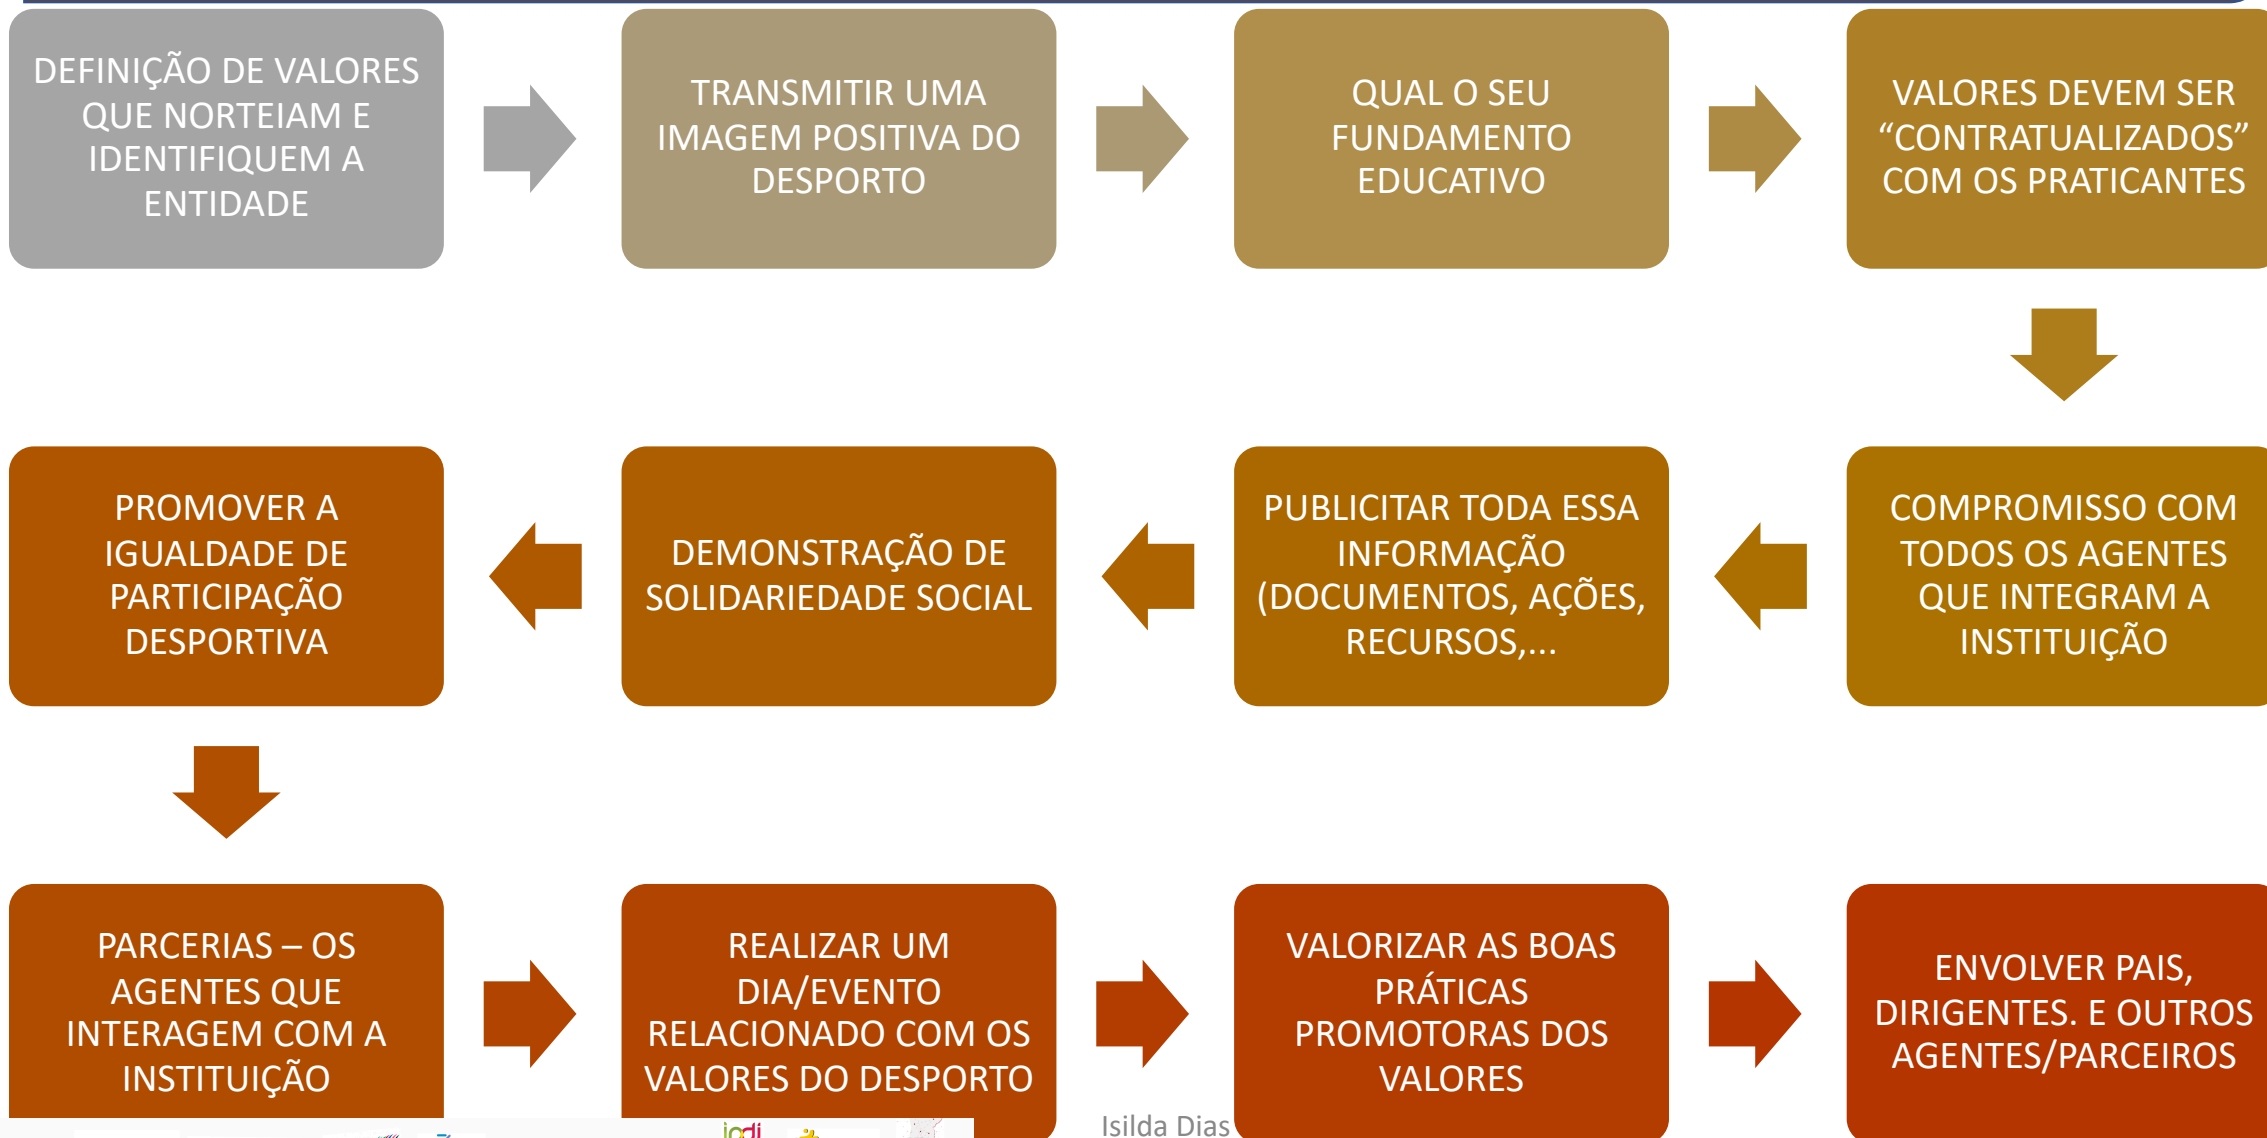 DEFINIÇÃO DE VALORES
QUE NORTEIAM E
IDENTIFIQUEM A
ENTIDADE
TRANSMITIR UMA
IMAGEM POSITIVA DO
DESPORTO
QUAL O SEU
FUNDAMENTO
EDUCATIVO
VALORES DEVEM SER
“CONTRATUALIZADOS”
COM OS PRATICANTES
COMPROMISSO COM
TODOS OS AGENTES
QUE INTEGRAM A
INSTITUIÇÃO
PUBLICITAR TODA ESSA
INFORMAÇÃO
(DOCUMENTOS, AÇÕES,
RECURSOS,...
DEMONSTRAÇÃO DE
SOLIDARIEDADE SOCIAL
PROMOVER A
IGUALDADE DE
PARTICIPAÇÃO
DESPORTIVA
PARCERIAS – OS
AGENTES QUE
INTERAGEM COM A
INSTITUIÇÃO
REALIZAR UM
DIA/EVENTO
RELACIONADO COM OS
VALORES DO DESPORTO
VALORIZAR AS BOAS
PRÁTICAS
PROMOTORAS DOS
VALORES
ENVOLVER PAIS,
DIRIGENTES. E OUTROS
AGENTES/PARCEIROS
Isilda Dias